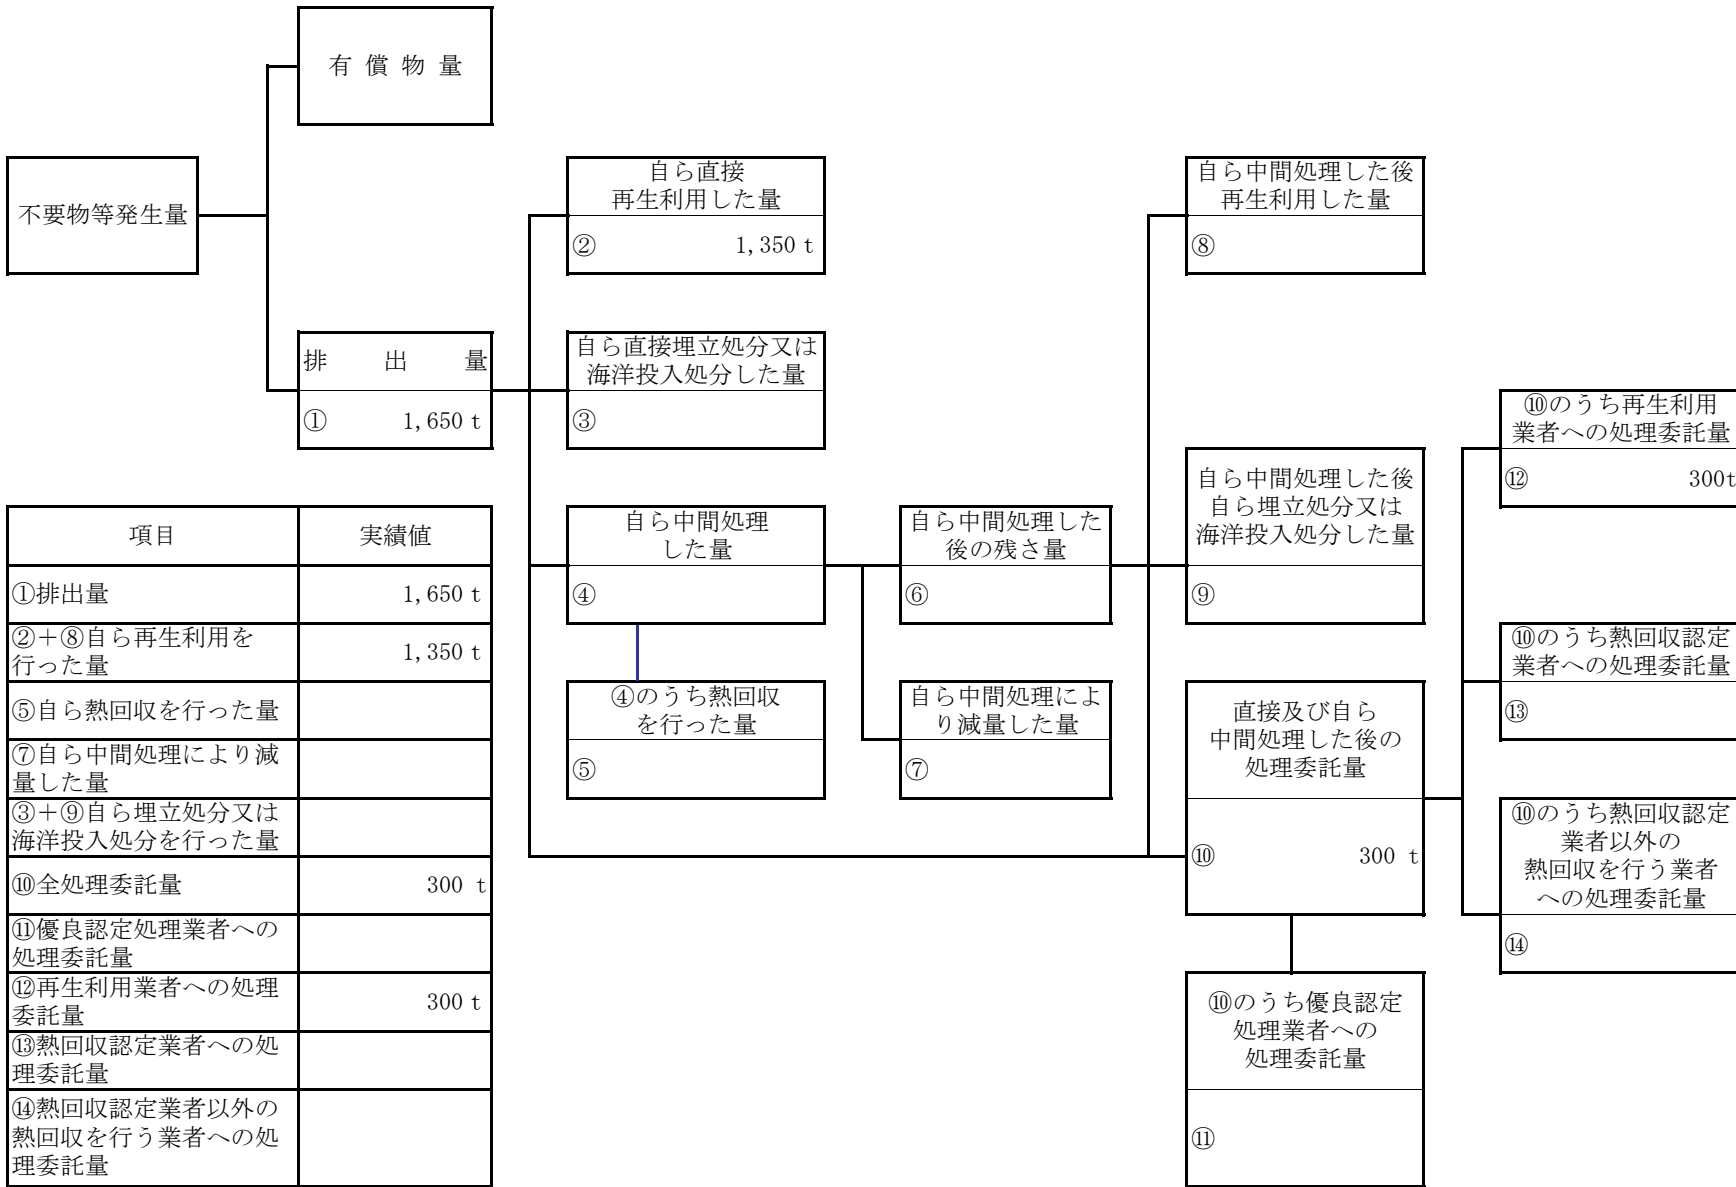 有 償 物 量
不要物等発生量
自ら直接
再生利用した量
② 1,350 t
自ら中間処理した後
再生利用した量
⑧
排 出 量
① 1,650 t
自ら直接埋立処分又は
海洋投入処分した量
③
⑩のうち再生利用
業者への処理委託量
⑫ 300t
自ら中間処理した後
自ら埋立処分又は
海洋投入処分した量
⑨
自ら中間処理
した量
④
自ら中間処理した
後の残さ量
⑥
⑩のうち熱回収認定
業者への処理委託量
⑬
④のうち熱回収
を行った量
⑤
自ら中間処理によ
り減量した量
⑦
直接及び自ら
中間処理した後の
処理委託量
⑩ 300 t
⑩のうち熱回収認定
業者以外の
熱回収を行う業者
への処理委託量
⑭
⑩のうち優良認定
処理業者への
処理委託量
⑪
項目 実績値
①排出量 1,650 t
②＋⑧自ら再生利用を
行った量 1,350 t
⑤自ら熱回収を行った量
⑦自ら中間処理により減
量した量
③＋⑨自ら埋立処分又は
海洋投入処分を行った量
⑩全処理委託量 300 t
⑪優良認定処理業者への
処理委託量
⑫再生利用業者への処理
委託量 300 t
⑬熱回収認定業者への処
理委託量
⑭熱回収認定業者以外の
熱回収を行う業者への処
理委託量